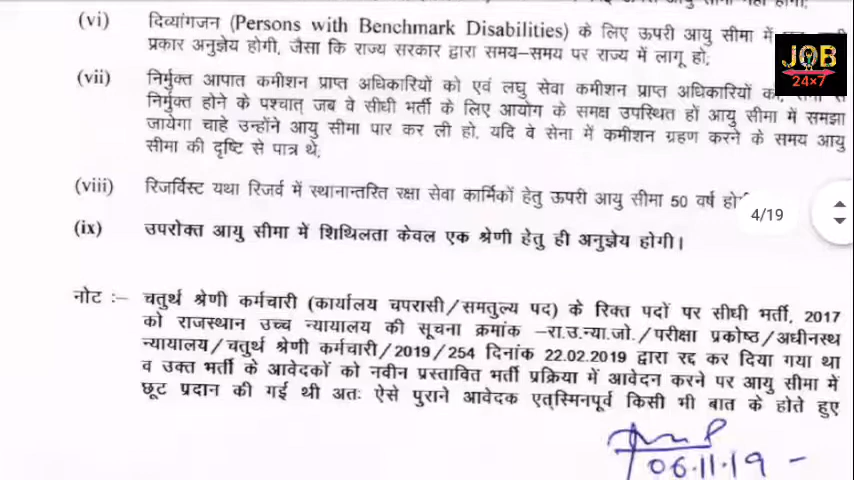 (vi) दिव्यांगजन (Persons with Benchmark Disabilities) के लिए ऊपरी आयु सीमा में
प्रकार अनुज्ञेय होगी, जैसा कि राज्य सरकार द्वारा समय-समय पर राज्य में लागू हो;
JOB
24×7
(vii) निर्मुक्त आपात कमीशन प्राप्त अधिकारियों को एवं लघु सेवा कमीशन प्राप्त अधिकारियों को
निर्मुक्त होने के पश्चात् जब वे सीधी भर्ती के लिए आयोग के समक्ष उपस्थित हों आयु सीमा में समझा
जायेगा चाहे उन्होंने आयु सीमा पार कर ली हो, यदि वे सेना में कमीशन ग्रहण करने के समय आयु
सीमा की दृष्टि से पात्र थे;
(viii) रिजर्विस्ट यथा रिजर्व में स्थानान्तरित रक्षा सेवा कार्मिकों हेतु ऊपरी आयु सीमा 50 वर्ष
4/19
(ix) उपरोक्त आयु सीमा में शिथिलता केवल एक श्रेणी हेतु ही अनुज्ञेय होगी।
नोट :– चतुर्थ श्रेणी कर्मचारी (कार्यालय चपरासी/समतुल्य पद) के रिक्त पदों पर सीधी भर्ती, 2017
को राजस्थान उच्च न्यायालय की सूचना क्रमांक –रा.उ.न्या.जो./परीक्षा प्रकोष्ठ/अधीनस्थ
न्यायालय/चतुर्थ श्रेणी कर्मचारी/2019/254 दिनांक 22.02.2019 द्वारा रद्द कर दिया गया था
व उक्त भर्ती के आवेदकों को नवीन प्रस्तावित भर्ती प्रक्रिया में आवेदन करने पर आयु सीमा में
छूट प्रदान की गई थी अतः ऐसे पुराने आवेदक एत्स्मिनपूर्व किसी भी बात के होते हुए
06.11.19